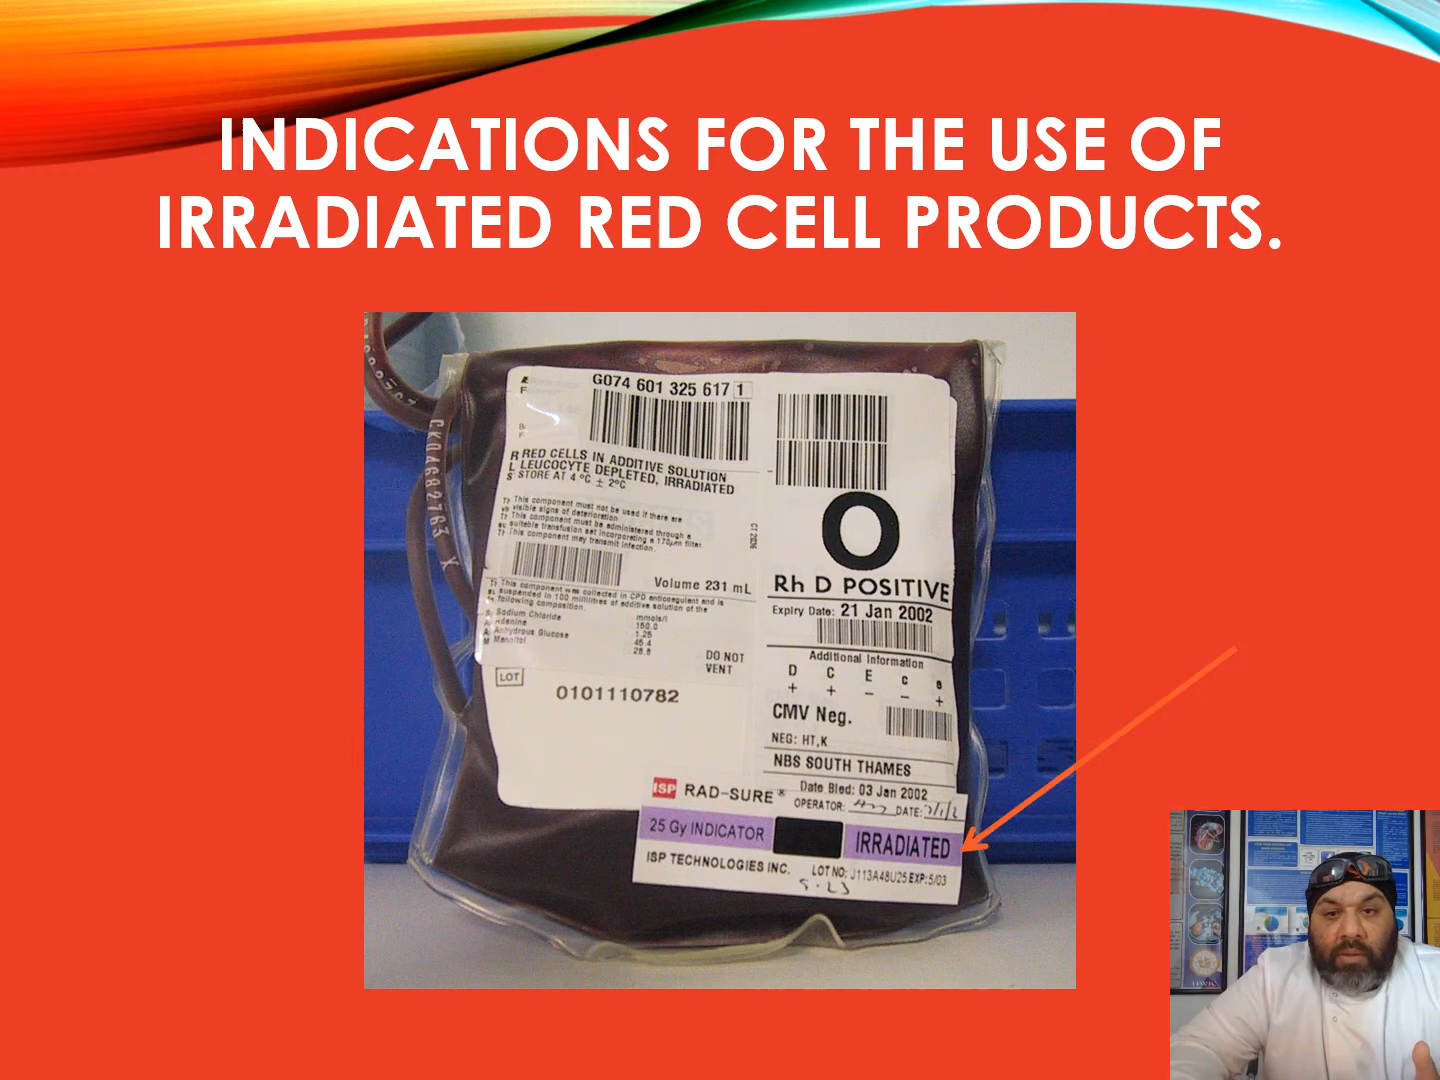 INDICATIONS FOR THE USE OF
IRRADIATED RED CELL PRODUCTS.
G074 601 325 617 1
RED CELLS IN ADDITIVE SOLUTION
LEUCOCYTE DEPLETED, IRRADIATED
STORE AT 4 °C ± 2°C
This component must not be used if there are
visible signs of deterioration.
This component must be administered through a
suitable transfusion set incorporating a 170µm filter.
This component may transmit infection.
Volume 231 mL
This component was collected in CPD anticoagulant and is
suspended in 100 millilitres of additive solution of the
following composition.
mmols/l
Sodium Chloride 150.0
Adenine 1.25
Anhydrous Glucose 45.4
Mannitol 28.8
DO NOT
VENT
LOT
0101110782
O
Rh D POSITIVE
Expiry Date: 21 Jan 2002
Additional Information
D C E c e
+ + – – +
CMV Neg.
NEG: HT,K
NBS SOUTH THAMES
Date Bled: 03 Jan 2002
ISP RAD-SURE®
OPERATOR: DATE:
25 Gy INDICATOR IRRADIATED
ISP TECHNOLOGIES INC. LOT NO: J113A48U25 EXP: 5/03